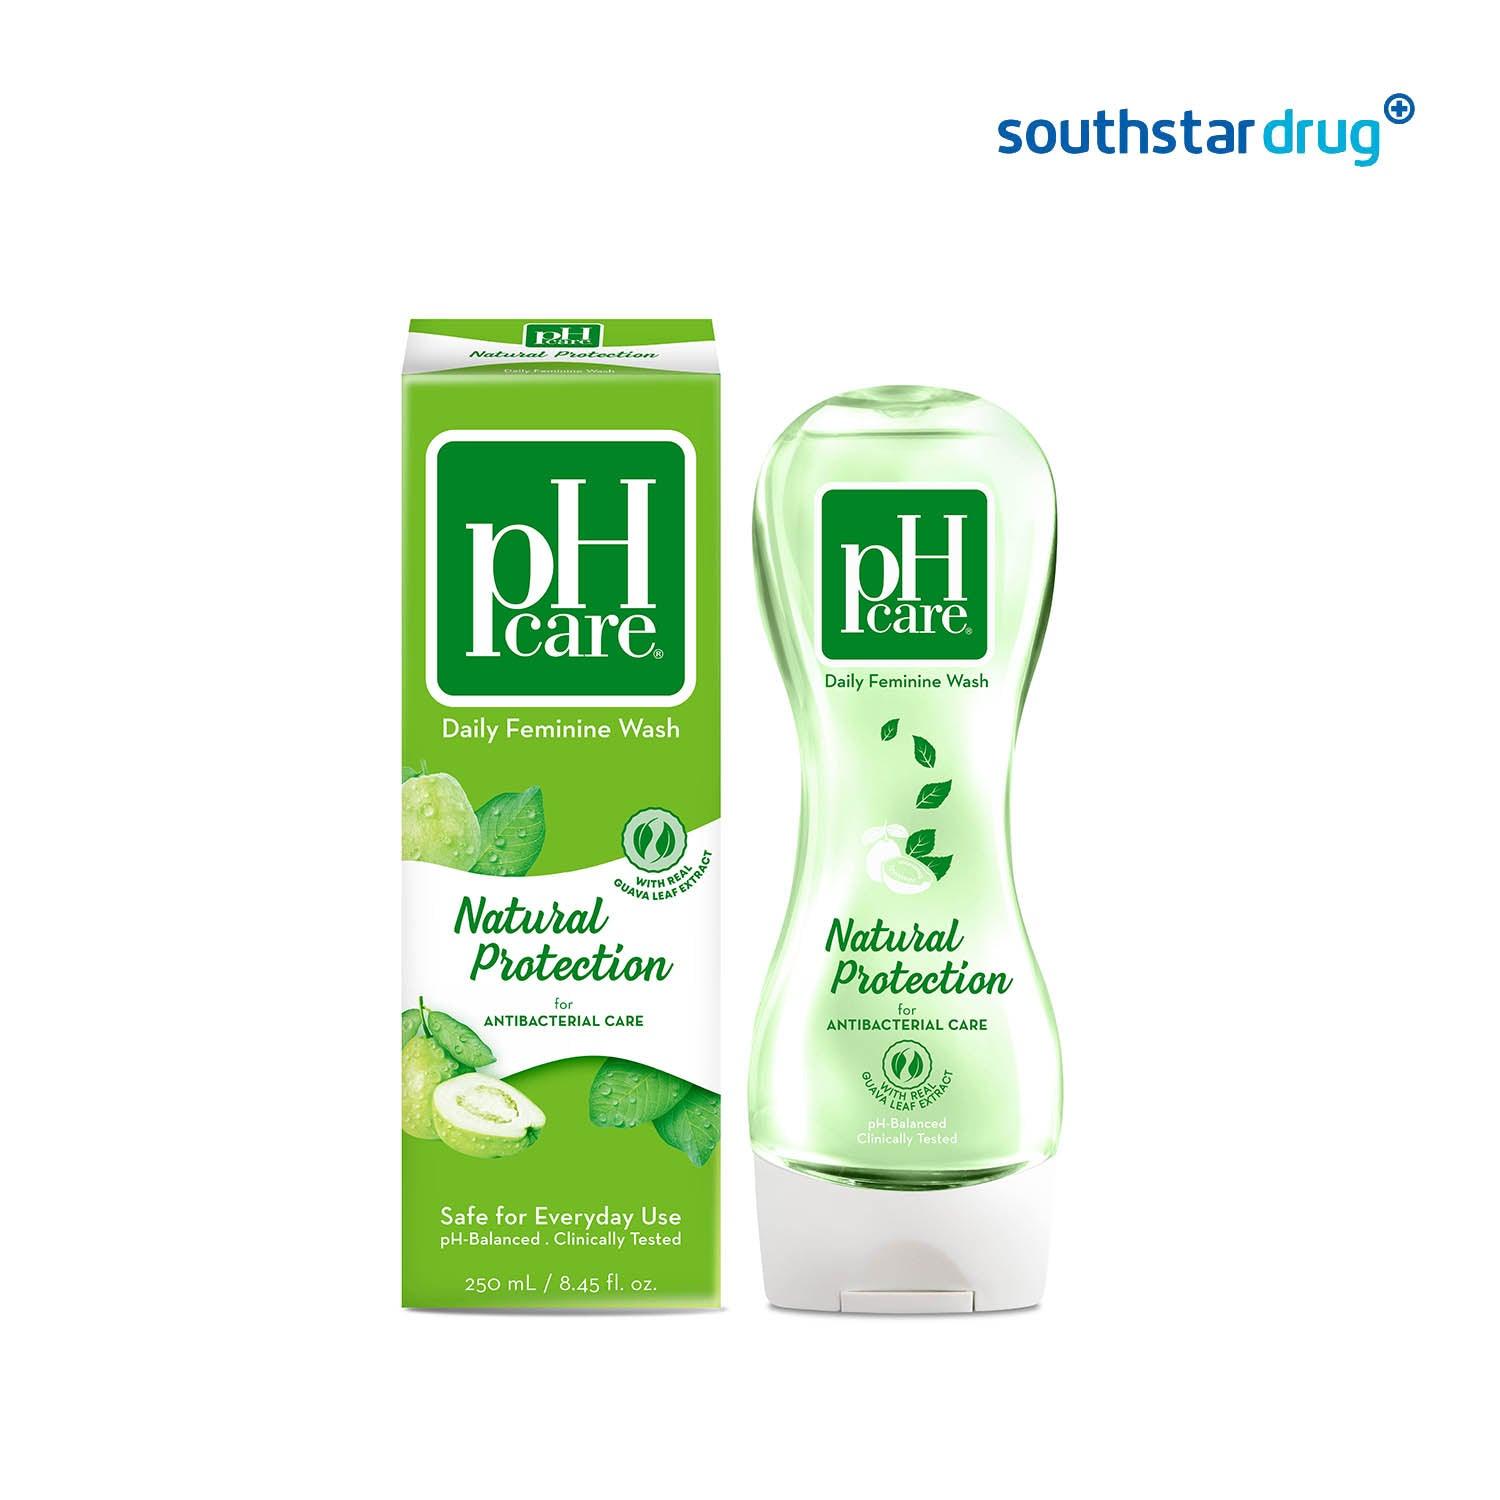 southstar drug
pH
care
Natural Protection
Daily Feminine Wash
pH
care®
Daily Feminine Wash
WITH REAL
GUAVA LEAF EXTRACT
Natural
Protection
for
ANTIBACTERIAL CARE
Safe for Everyday Use
pH-Balanced . Clinically Tested
250 mL / 8.45 fl. oz.
pH
care®
Daily Feminine Wash
Natural
Protection
for
ANTIBACTERIAL CARE
WITH REAL
GUAVA LEAF EXTRACT
pH-Balanced
Clinically Tested